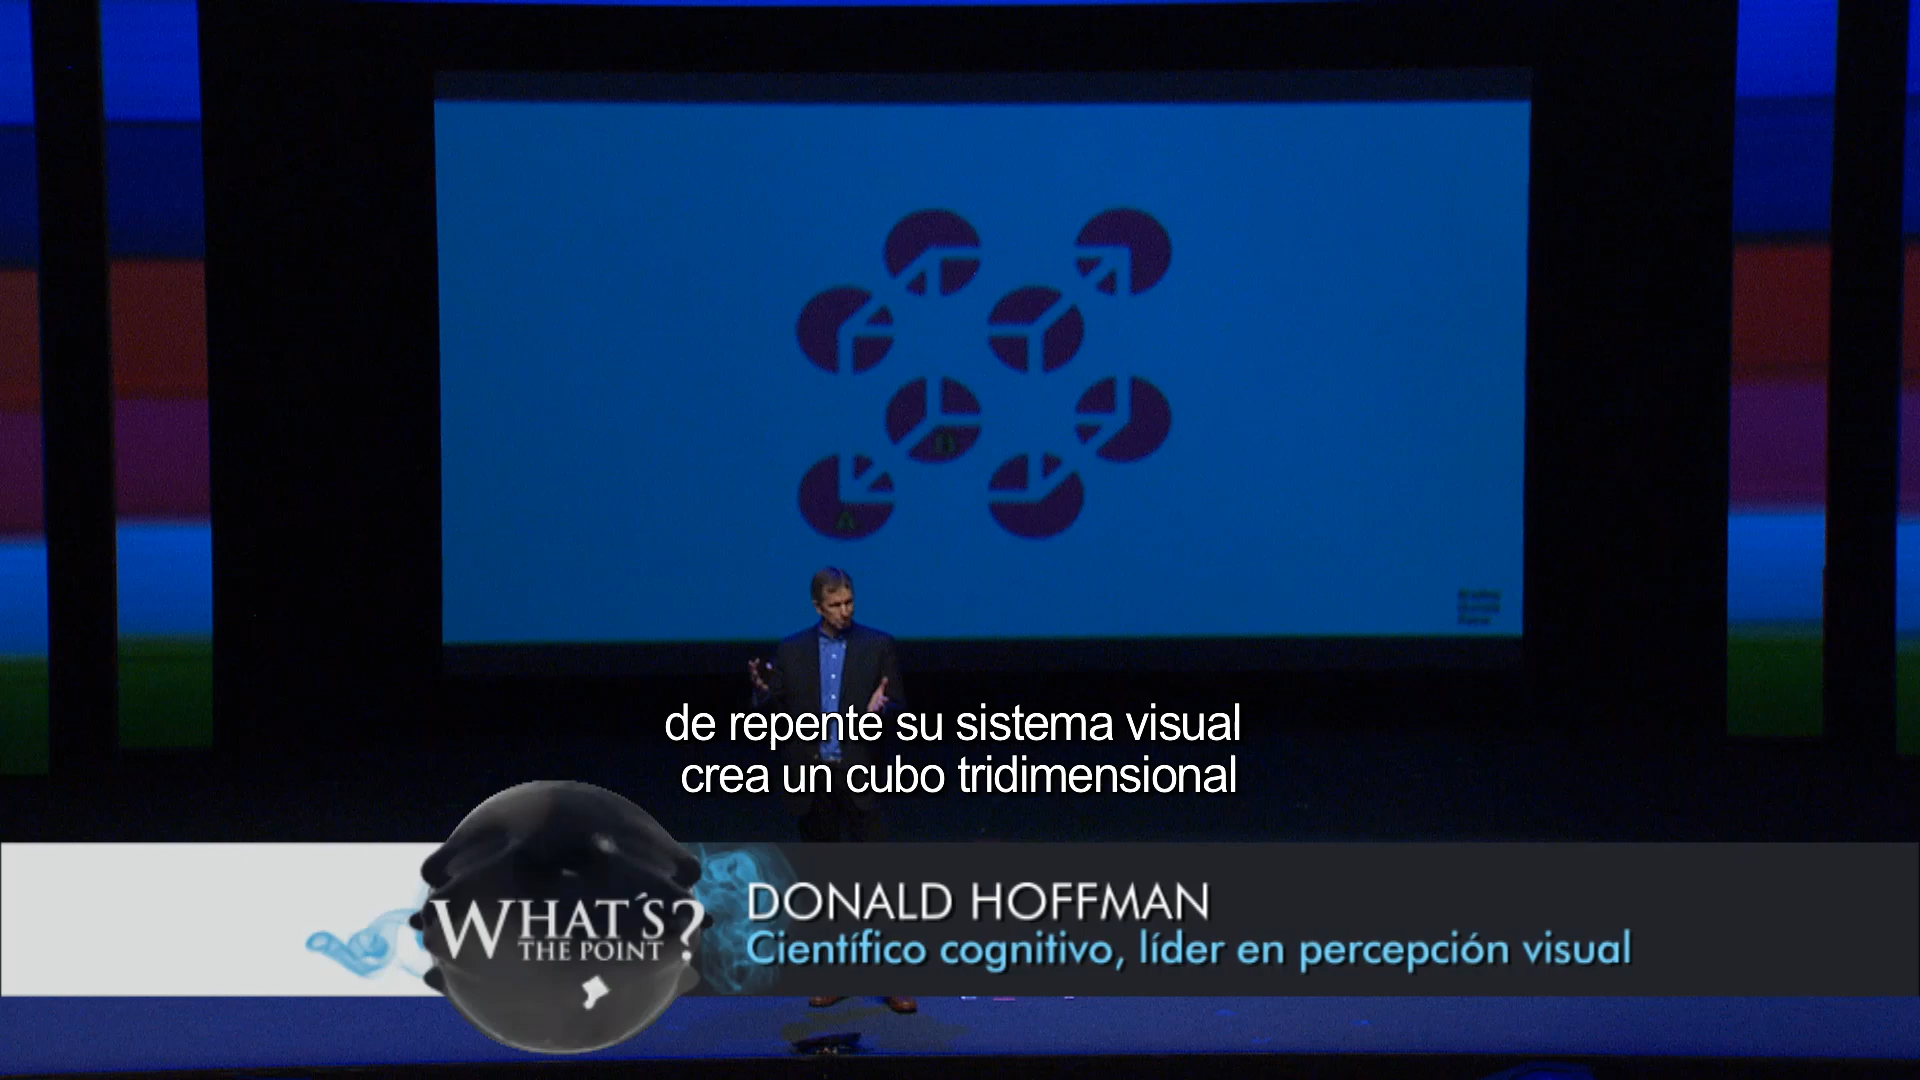 B
A
de repente su sistema visual
crea un cubo tridimensional
WHAT´S
THE POINT ?
DONALD HOFFMAN
Científico cognitivo, líder en percepción visual